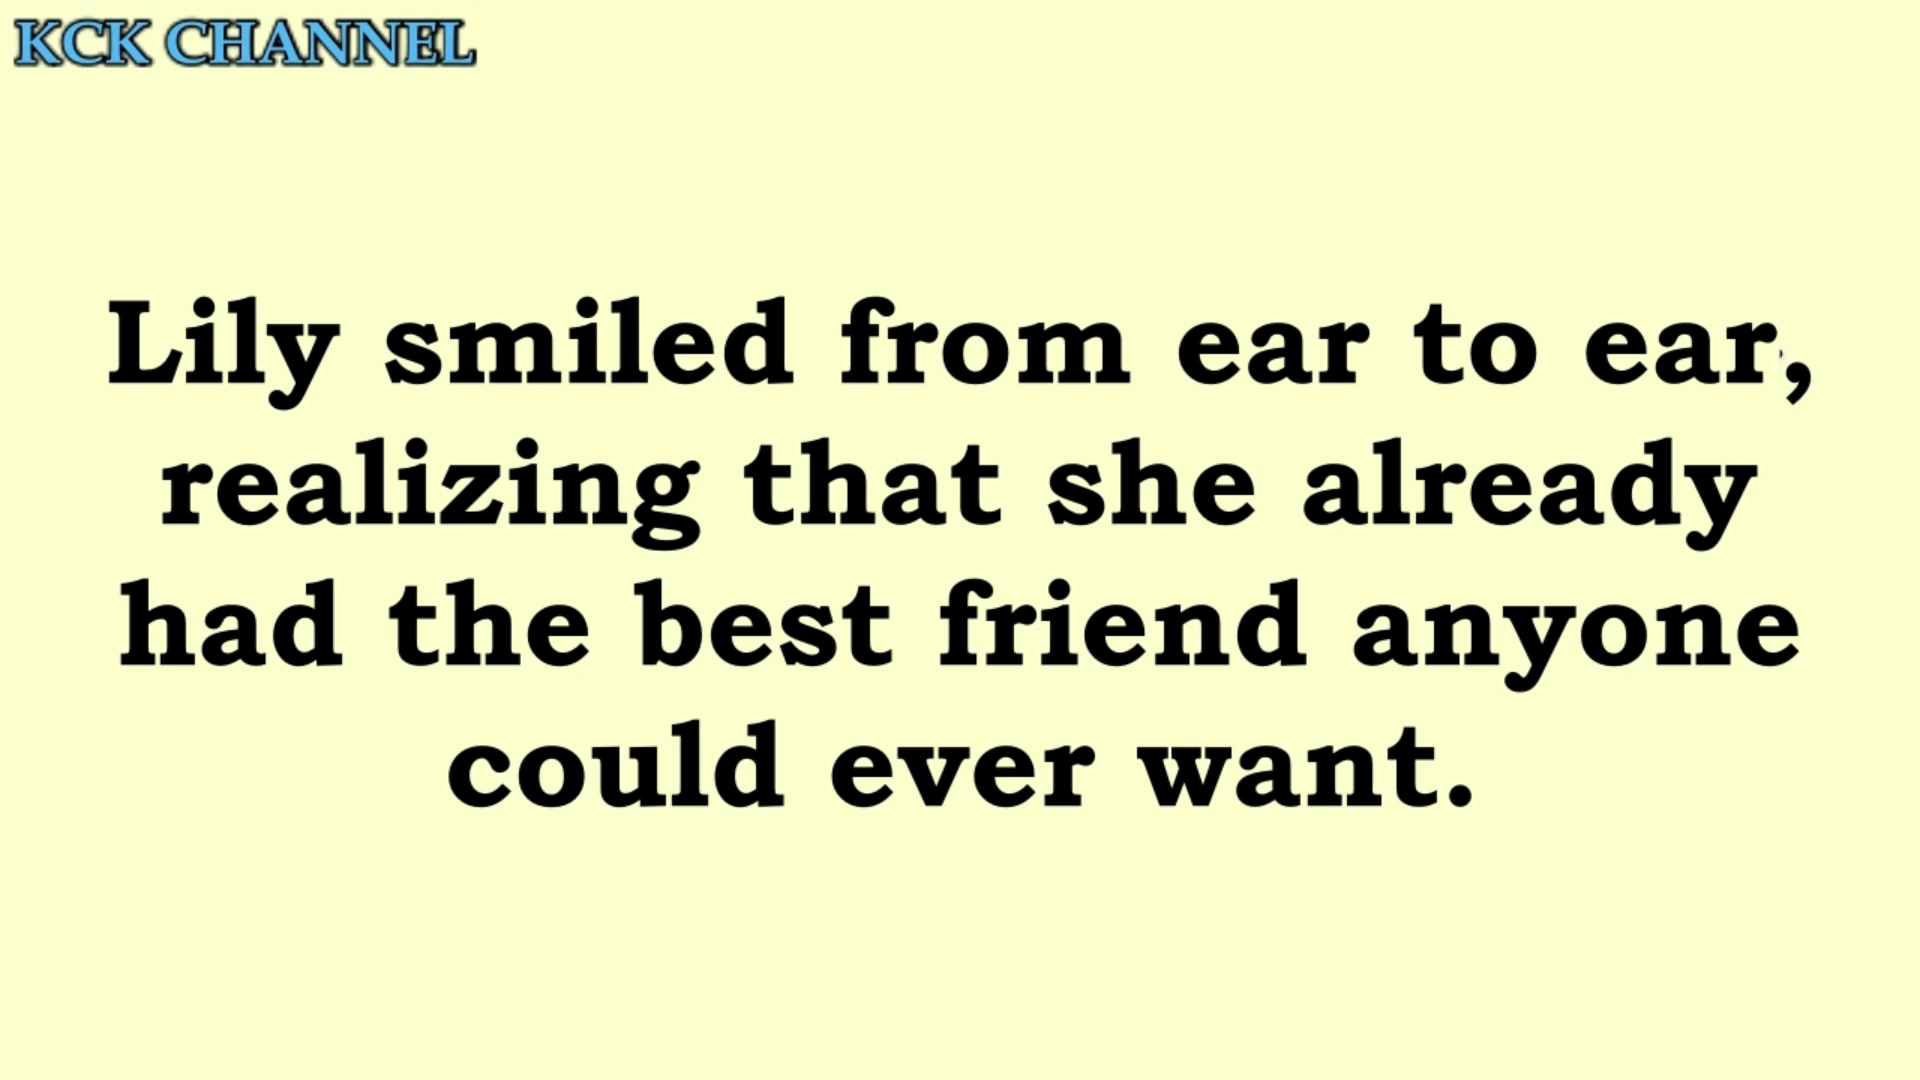 KCK CHANNEL
Lily smiled from ear to ear,
realizing that she already
had the best friend anyone
could ever want.